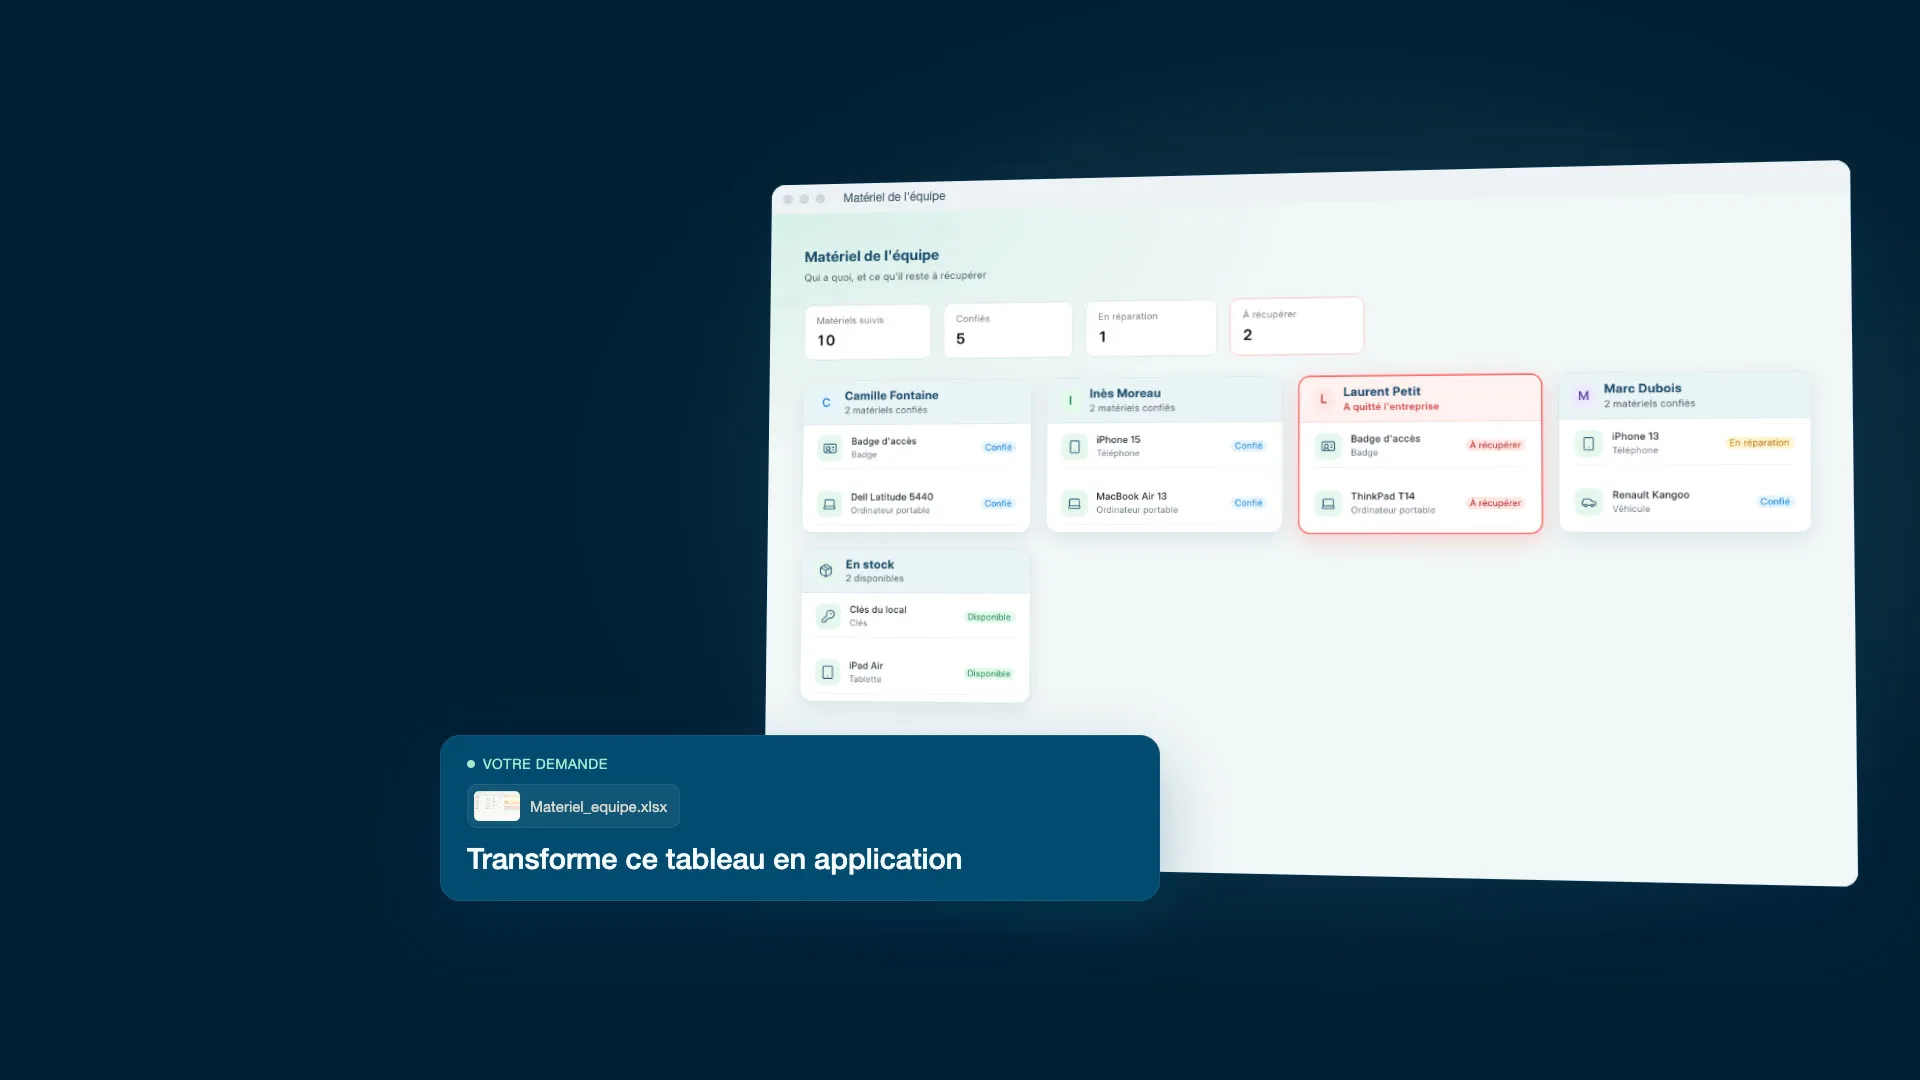 Matériel de l'équipe
Matériel de l'équipe
Qui a quoi, et ce qu'il reste à récupérer
Matériels suivis
10
Confiés
5
En réparation
1
À récupérer
2
C
Camille Fontaine
2 matériels confiés
Badge d'accès
Badge
Confié
Dell Latitude 5440
Ordinateur portable
Confié
I
Inès Moreau
2 matériels confiés
iPhone 15
Téléphone
Confié
MacBook Air 13
Ordinateur portable
Confié
L
Laurent Petit
A quitté l'entreprise
Badge d'accès
Badge
À récupérer
ThinkPad T14
Ordinateur portable
À récupérer
M
Marc Dubois
2 matériels confiés
iPhone 13
Téléphone
En réparation
Renault Kangoo
Véhicule
Confié
En stock
2 disponibles
Clés du local
Clés
Disponible
iPad Air
Tablette
Disponible
VOTRE DEMANDE
Materiel_equipe.xlsx
Transforme ce tableau en application